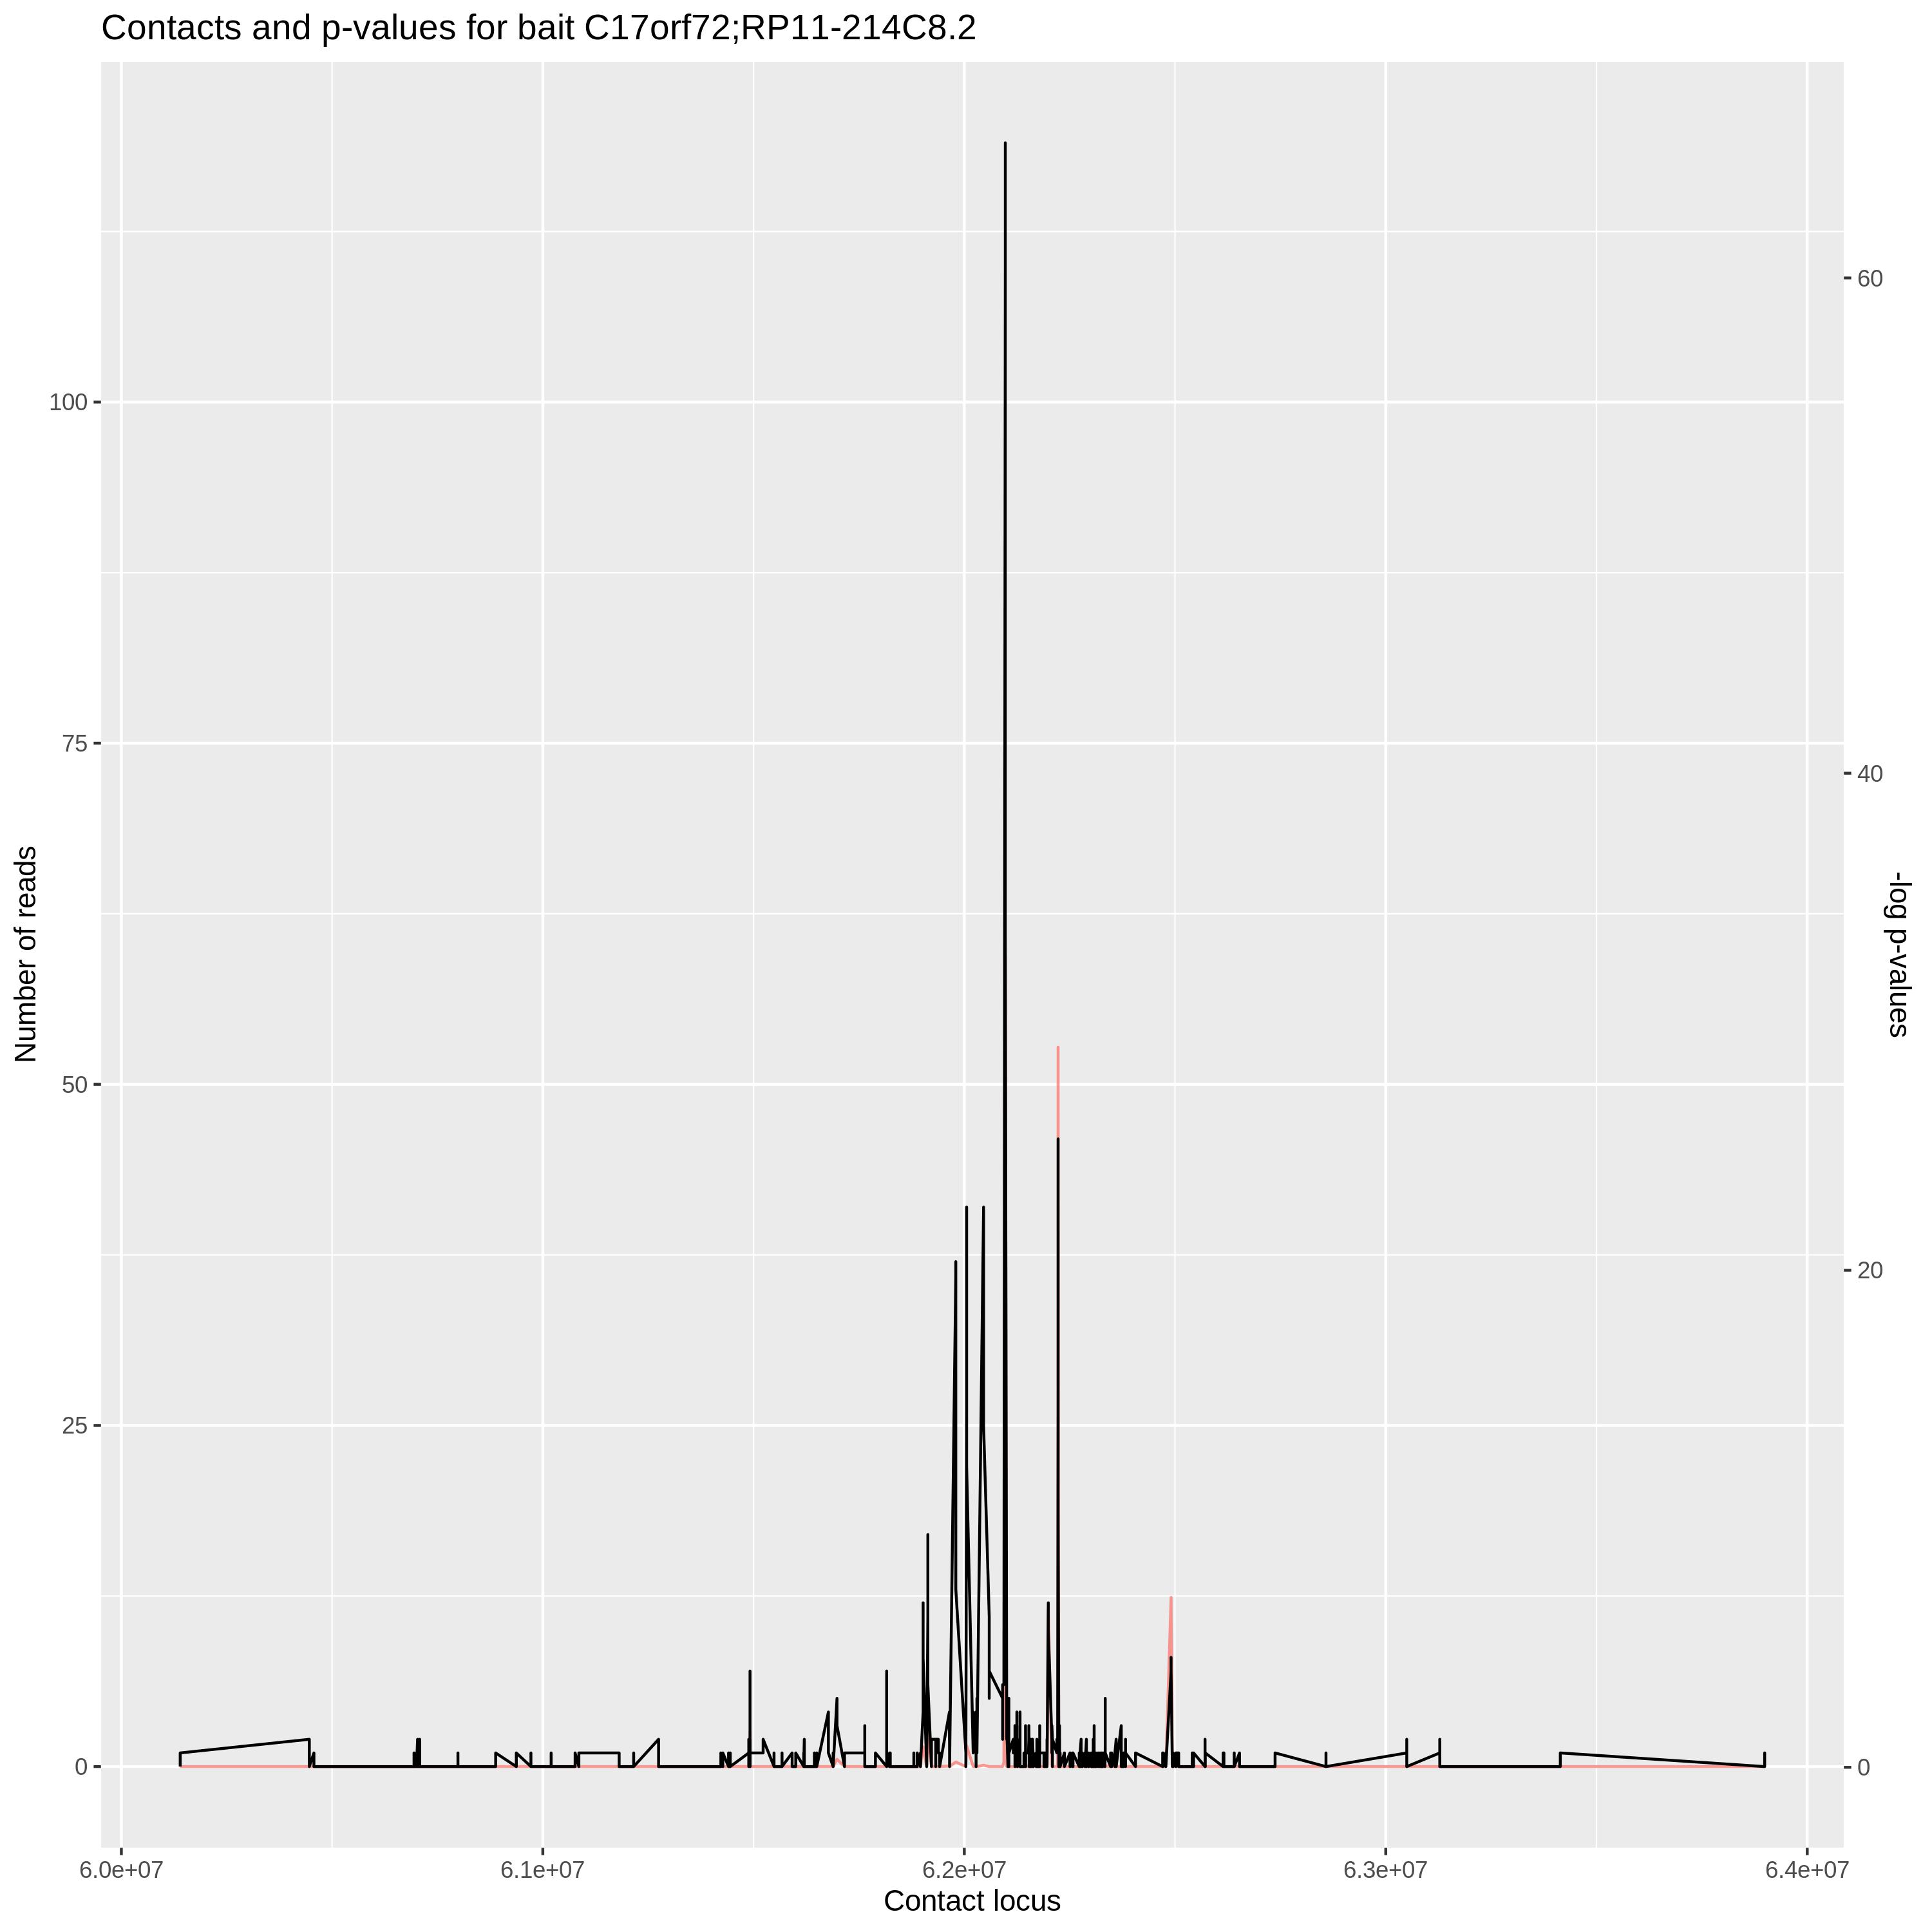 Contacts and p-values for bait C17orf72;RP11-214C8.2
Number of reads
100
75
50
25
0
60
40
20
0
-log p-values
6.0e+07
6.1e+07
6.2e+07
6.3e+07
6.4e+07
Contact locus